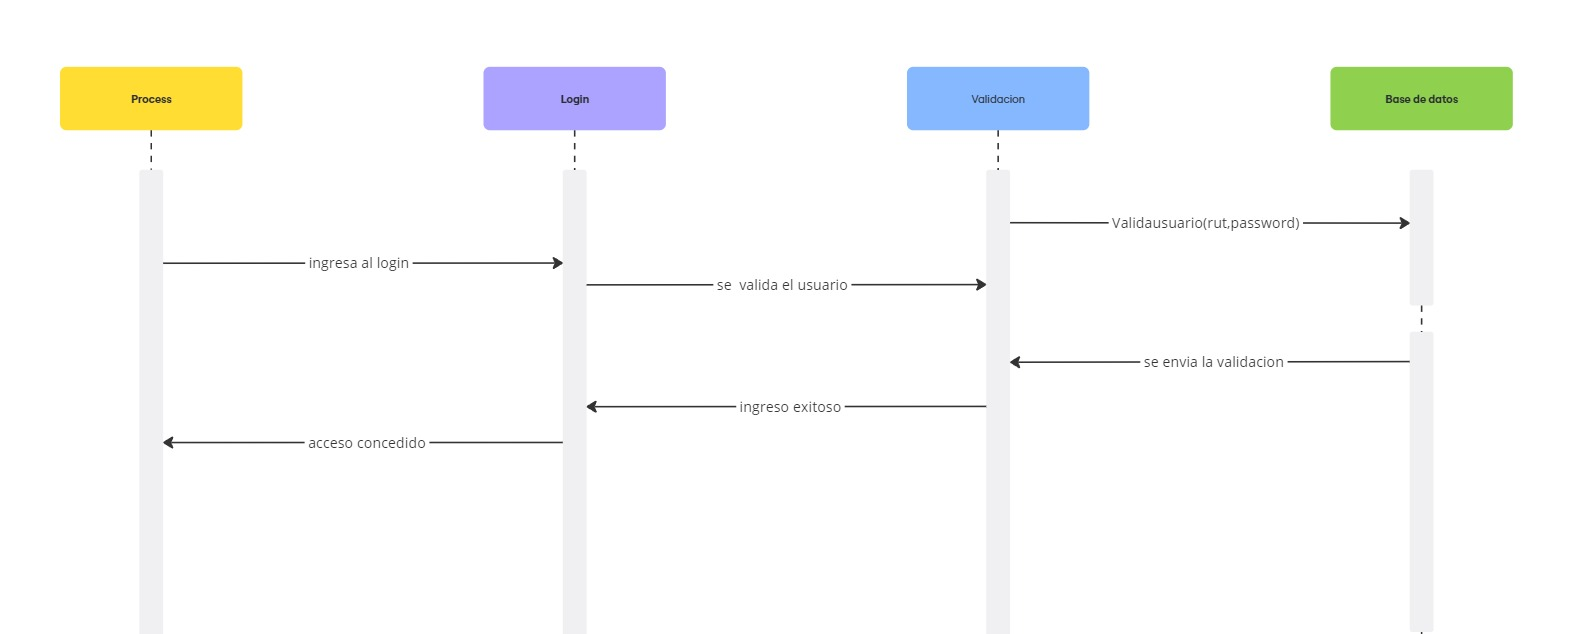 Process
Login
Validacion
Base de datos
Validausuario(rut,password)
ingresa al login
se  valida el usuario
se envia la validacion
ingreso exitoso
acceso concedido